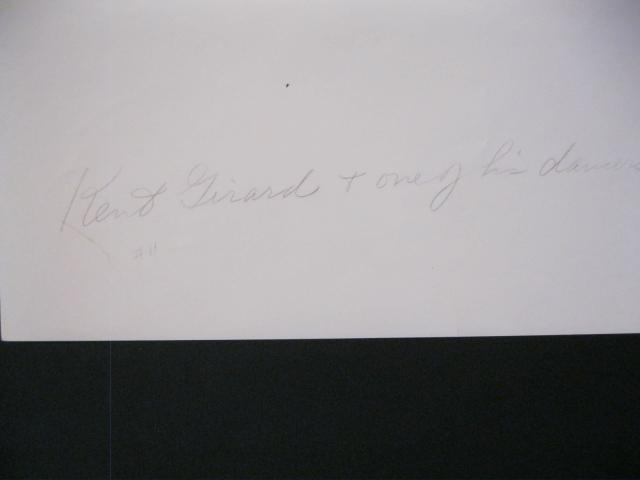 Kent Girard + one of his dancers
#11